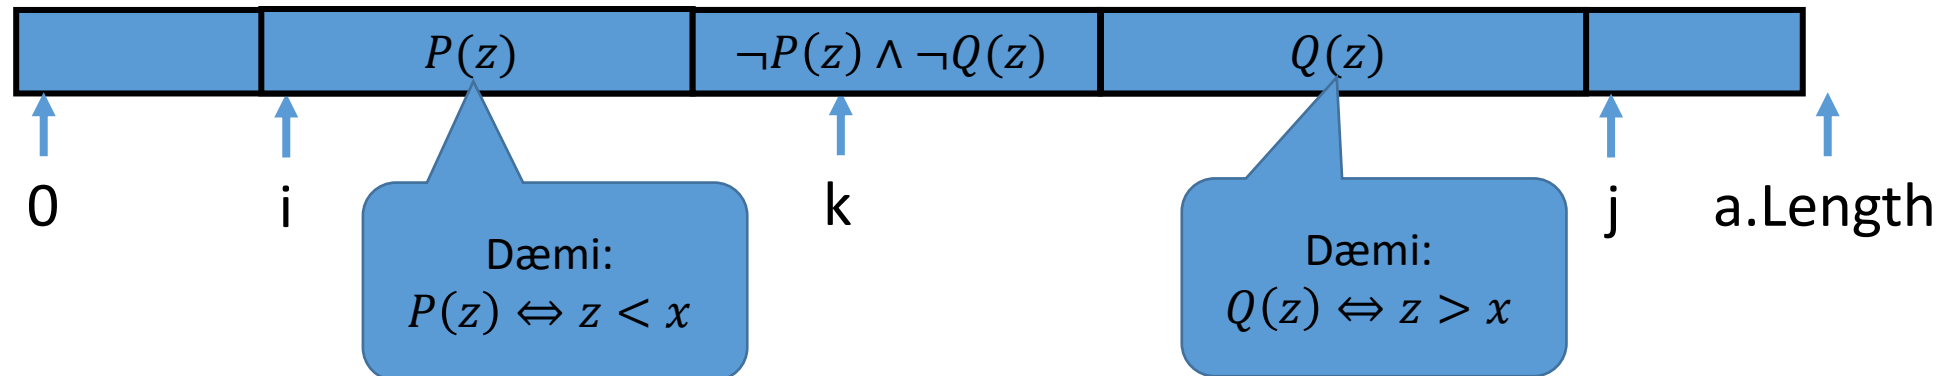 P(z) ¬P(z) ∧ ¬Q(z) Q(z)
0 i k j a.Length
Dæmi:
P(z) ⇔ z < x
Dæmi:
Q(z) ⇔ z > x